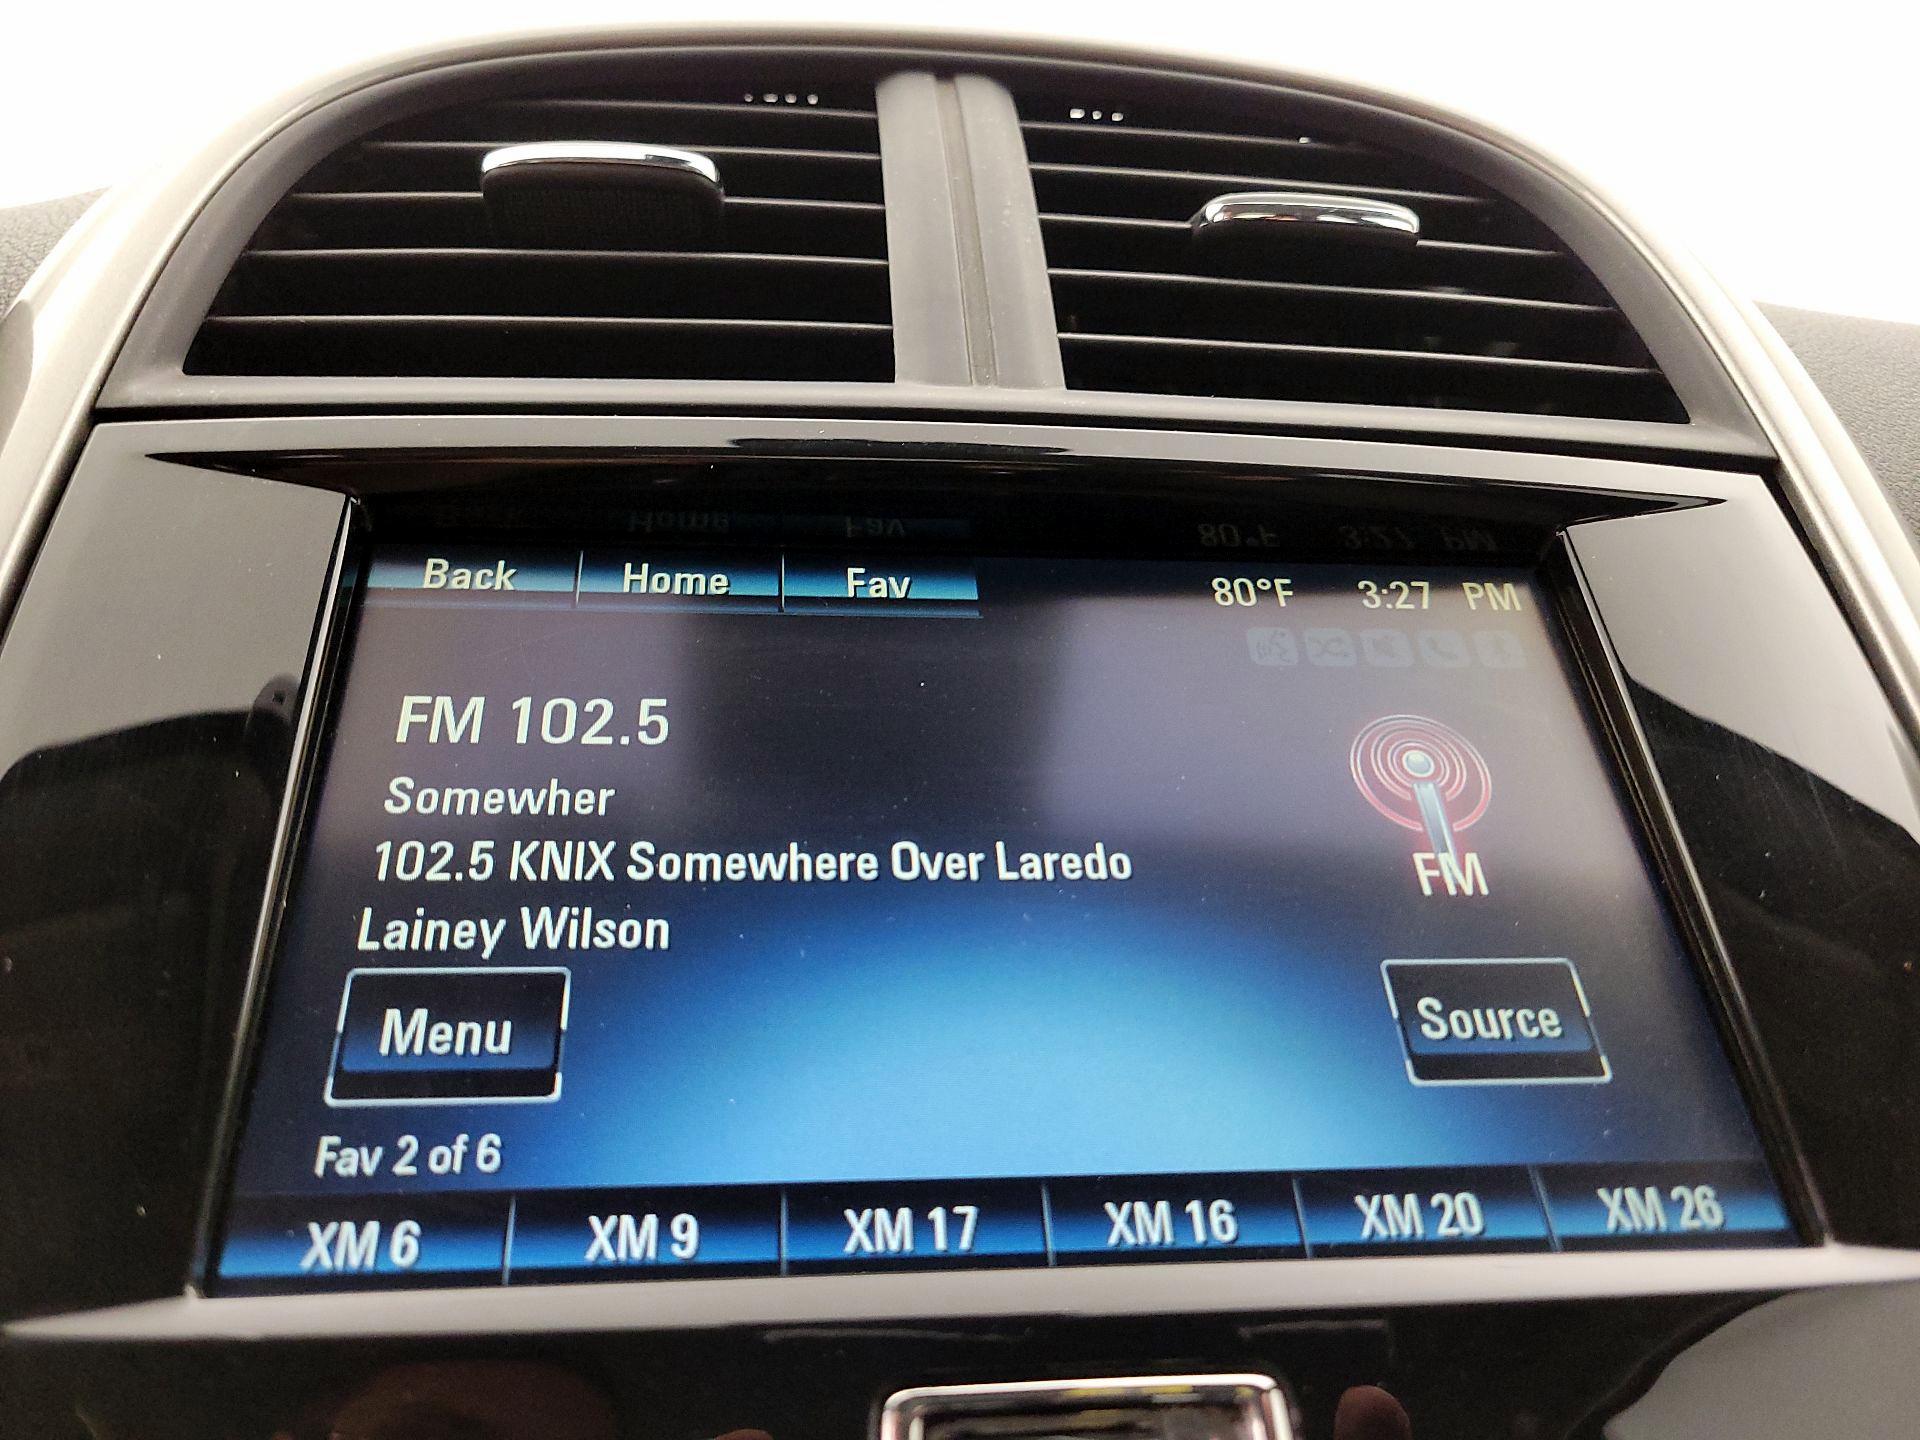 Back Home Fav 80°F 3:27 PM
FM 102.5
Somewher
102.5 KNIX Somewhere Over Laredo
FM
Lainey Wilson
Menu Source
Fav 2 of 6
XM 6 XM 9 XM 17 XM 16 XM 20 XM 26